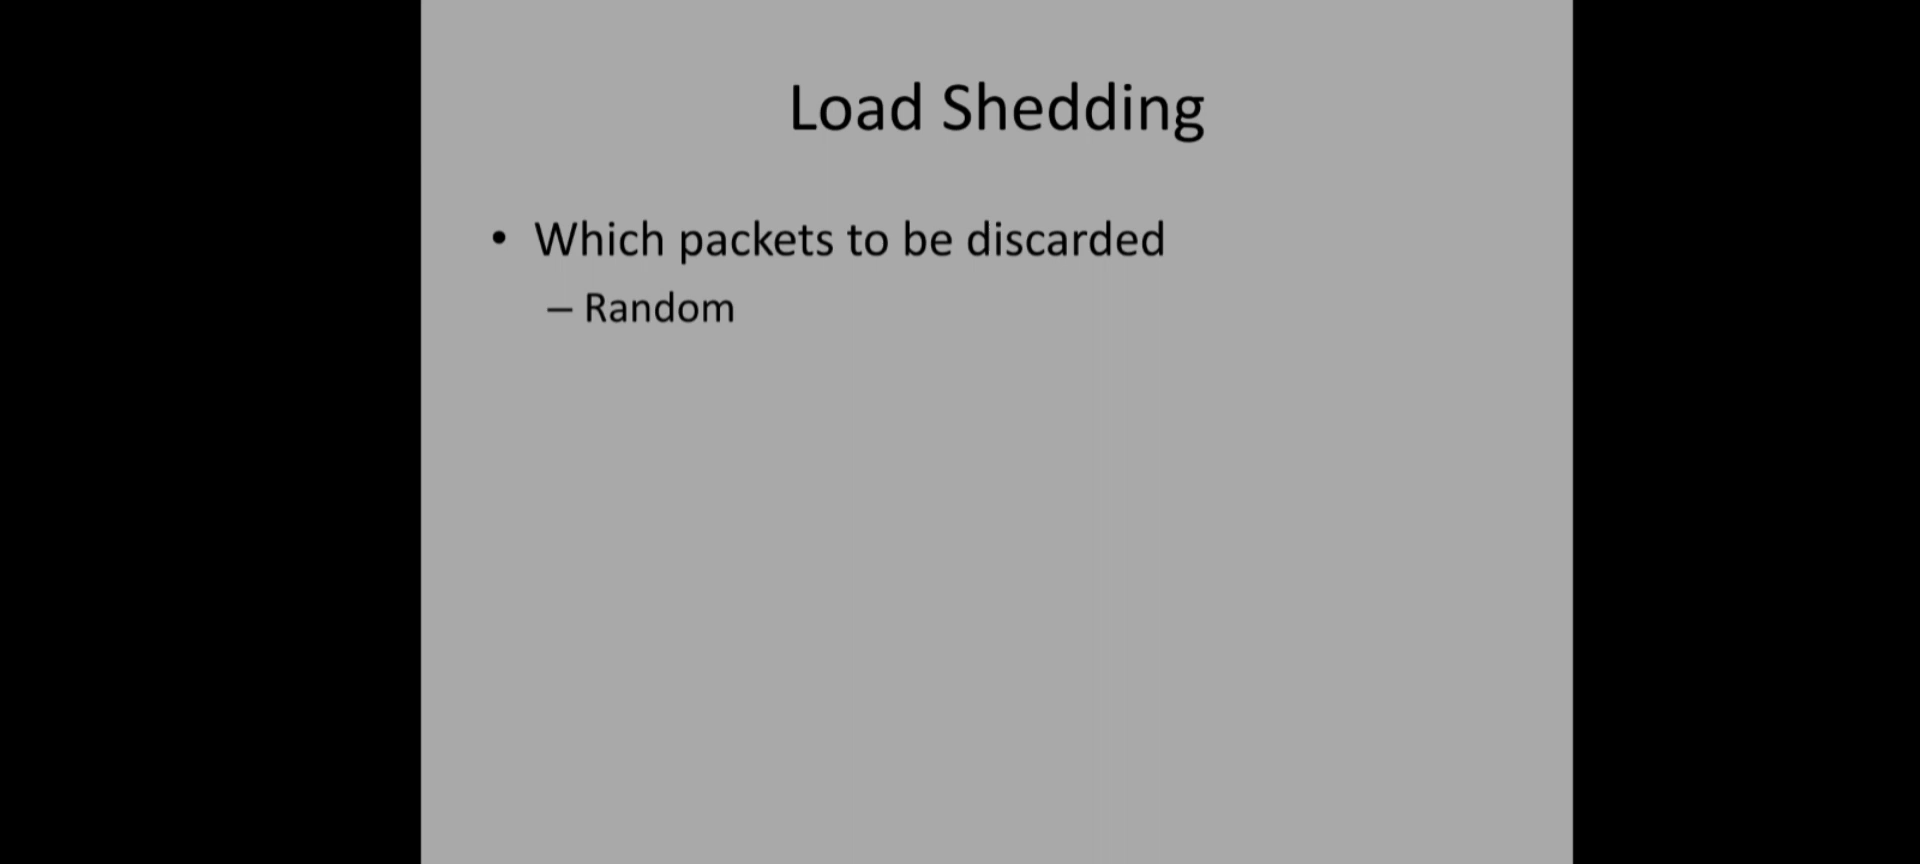 Load Shedding
• Which packets to be discarded
– Random